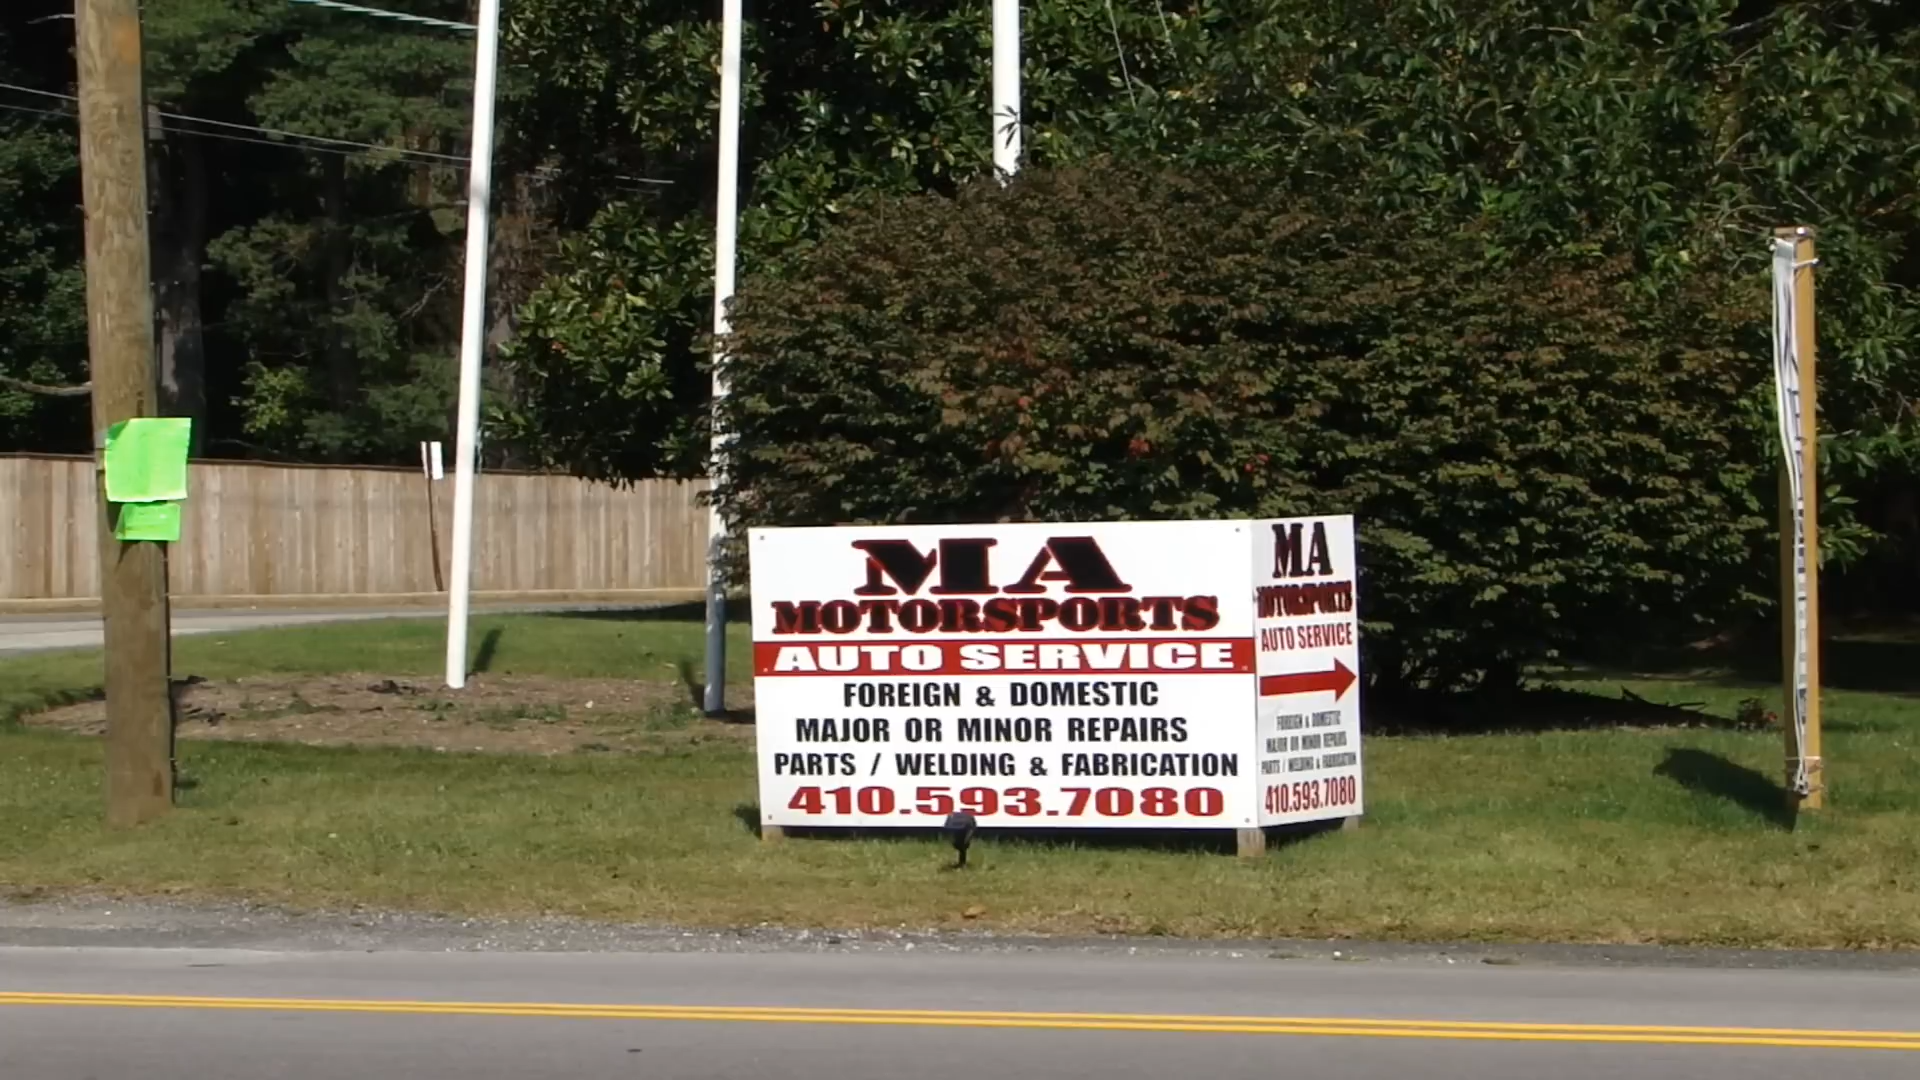 MA
MOTORSPORTS
AUTO SERVICE
FOREIGN & DOMESTIC
MAJOR OR MINOR REPAIRS
PARTS / WELDING & FABRICATION
410.593.7080
MA
MOTORSPORTS
AUTO SERVICE
FOREIGN & DOMESTIC
MAJOR OR MINOR REPAIRS
PARTS / WELDING & FABRICATION
410.593.7080